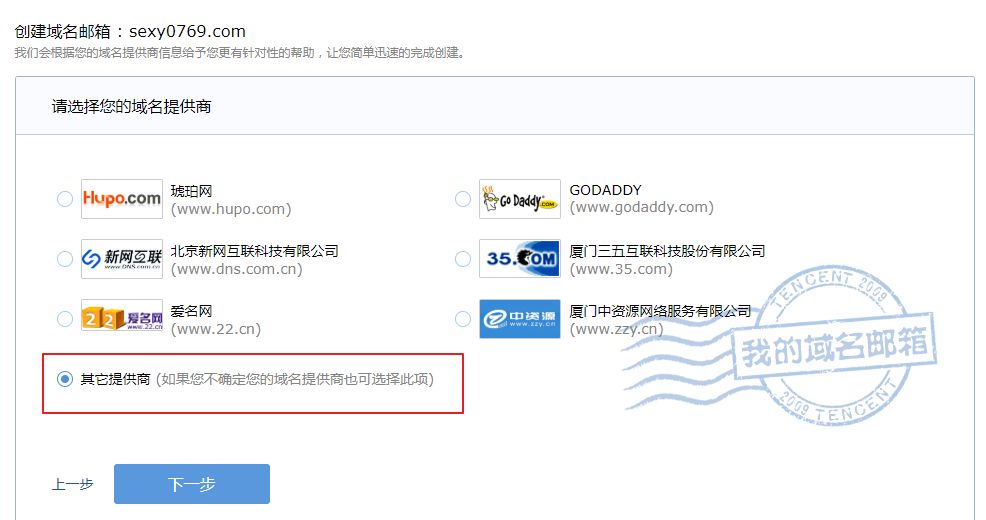 创建域名邮箱：sexy0769.com
我们会根据您的域名提供商信息给予您更有针对性的帮助，让您简单迅速的完成创建。
请选择您的域名提供商
Hupo.com
琥珀网
(www.hupo.com)
Go Daddy.COM
GODADDY
(www.godaddy.com)
新网互联
www.DNS.com.cn
北京新网互联科技有限公司
(www.dns.com.cn)
35.COM
厦门三五互联科技股份有限公司
(www.35.com)
22 爱名网
www.22.cn
爱名网
(www.22.cn)
中资源
www.zzy.cn
厦门中资源网络服务有限公司
(www.zzy.cn)
TENCENT 2009
我的域名邮箱
2009 TENCENT
其它提供商 (如果您不确定您的域名提供商也可选择此项)
上一步
下一步